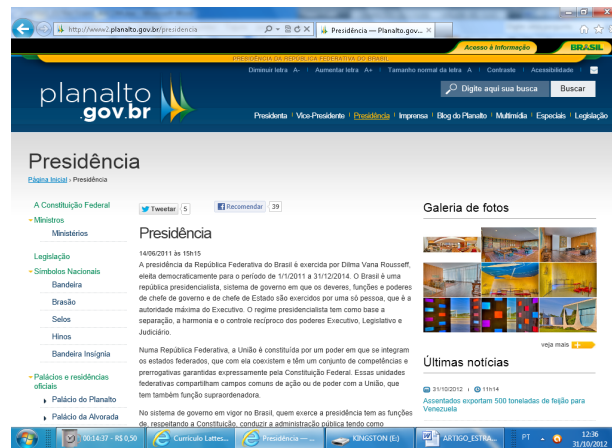 http://www2.planalto.gov.br/presidencia
Presidência — Planalto.gov...
Acesso à Informação
BRASIL
PRESIDÊNCIA DA REPÚBLICA FEDERATIVA DO BRASIL
Diminuir letra A- | Aumentar letra A+ | Tamanho normal da letra A | Contraste | Acessibilidade
planalto
.gov.br
Digite aqui sua busca
Buscar
Presidenta | Vice-Presidente | Presidência | Imprensa | Blog do Planalto | Multimídia | Especiais | Legislação
Presidência
Página Inicial › Presidência
A Constituição Federal
Ministros
Ministérios
Legislação
Símbolos Nacionais
Bandeira
Brasão
Selos
Hinos
Bandeira Insígnia
Palácios e residências
oficiais
Palácio do Planalto
Palácio da Alvorada
Tweetar 5
Recomendar 39
Presidência
14/06/2011 às 15h15
A presidência da República Federativa do Brasil é exercida por Dilma Vana Rousseff,
eleita democraticamente para o período de 1/1/2011 a 31/12/2014. O Brasil é uma
república presidencialista, sistema de governo em que os deveres, funções e poderes
de chefe de governo e de chefe de Estado são exercidos por uma só pessoa, que é a
autoridade máxima do Executivo. O regime presidencialista tem como base a
separação, a harmonia e o controle recíproco dos poderes Executivo, Legislativo e
Judiciário.
Numa República Federativa, a União é constituída por um poder em que se integram
os estados federados, que com ela coexistem e têm um conjunto de competências e
prerrogativas garantidas expressamente pela Constituição Federal. Essas unidades
federativas compartilham campos comuns de ação ou de poder com a União, que
tem também função supraordenadora.
No sistema de governo em vigor no Brasil, quem exerce a presidência tem as funções
de, respeitando a Constituição, conduzir a administração pública tendo como
Galeria de fotos
veja mais
Últimas notícias
31/10/2012 | 11h14
Assentados exportam 500 toneladas de feijão para
Venezuela
00:14:37 - R$ 0,50
Currículo Lattes...
Presidência — ...
KINGSTON (E:)
ARTIGO_ESTRA...
PT
12:36
31/10/2012